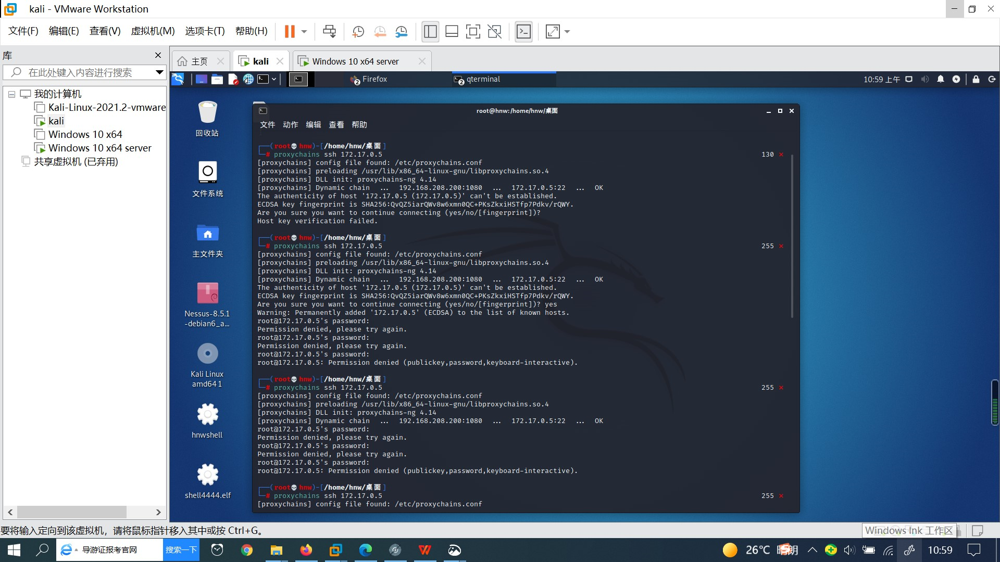 kali - VMware Workstation
文件(F) 编辑(E) 查看(V) 虚拟机(M) 选项卡(T) 帮助(H)
库
在此处键入内容进行搜索
我的计算机
Kali-Linux-2021.2-vmware
kali
Windows 10 x64
Windows 10 x64 server
共享虚拟机 (已弃用)
主页 kali Windows 10 x64 server
2 Firefox 2 qterminal 10:59 上午
回收站
文件系统
主文件夹
Nessus-8.5.1
-debian6_a...
Kali Linux
amd64 1
hnwshell
shell4444.elf
root@hnw:/home/hnw/桌面
文件 动作 编辑 查看 帮助
┌──(root💀hnw)-[/home/hnw/桌面]
└─# proxychains ssh 172.17.0.5 130 ⨯
[proxychains] config file found: /etc/proxychains.conf
[proxychains] preloading /usr/lib/x86_64-linux-gnu/libproxychains.so.4
[proxychains] DLL init: proxychains-ng 4.14
[proxychains] Dynamic chain ... 192.168.208.200:1080 ... 172.17.0.5:22 ... OK
The authenticity of host '172.17.0.5 (172.17.0.5)' can't be established.
ECDSA key fingerprint is SHA256:QvQZ5iarQWv8w6xmn0QC+PKsZkxiHSTfp7Pdkv/rQWY.
Are you sure you want to continue connecting (yes/no/[fingerprint])?
Host key verification failed.
┌──(root💀hnw)-[/home/hnw/桌面]
└─# proxychains ssh 172.17.0.5 255 ⨯
[proxychains] config file found: /etc/proxychains.conf
[proxychains] preloading /usr/lib/x86_64-linux-gnu/libproxychains.so.4
[proxychains] DLL init: proxychains-ng 4.14
[proxychains] Dynamic chain ... 192.168.208.200:1080 ... 172.17.0.5:22 ... OK
The authenticity of host '172.17.0.5 (172.17.0.5)' can't be established.
ECDSA key fingerprint is SHA256:QvQZ5iarQWv8w6xmn0QC+PKsZkxiHSTfp7Pdkv/rQWY.
Are you sure you want to continue connecting (yes/no/[fingerprint])? yes
Warning: Permanently added '172.17.0.5' (ECDSA) to the list of known hosts.
root@172.17.0.5's password:
Permission denied, please try again.
root@172.17.0.5's password:
Permission denied, please try again.
root@172.17.0.5's password:
root@172.17.0.5: Permission denied (publickey,password,keyboard-interactive).
┌──(root💀hnw)-[/home/hnw/桌面]
└─# proxychains ssh 172.17.0.5 255 ⨯
[proxychains] config file found: /etc/proxychains.conf
[proxychains] preloading /usr/lib/x86_64-linux-gnu/libproxychains.so.4
[proxychains] DLL init: proxychains-ng 4.14
[proxychains] Dynamic chain ... 192.168.208.200:1080 ... 172.17.0.5:22 ... OK
root@172.17.0.5's password:
Permission denied, please try again.
root@172.17.0.5's password:
Permission denied, please try again.
root@172.17.0.5's password:
root@172.17.0.5: Permission denied (publickey,password,keyboard-interactive).
┌──(root💀hnw)-[/home/hnw/桌面]
└─# proxychains ssh 172.17.0.5 255 ⨯
[proxychains] config file found: /etc/proxychains.conf
要将输入定向到该虚拟机，请将鼠标指针移入其中或按 Ctrl+G。
Windows Ink 工作区
导游证报考官网 搜索一下 26°C 10:59